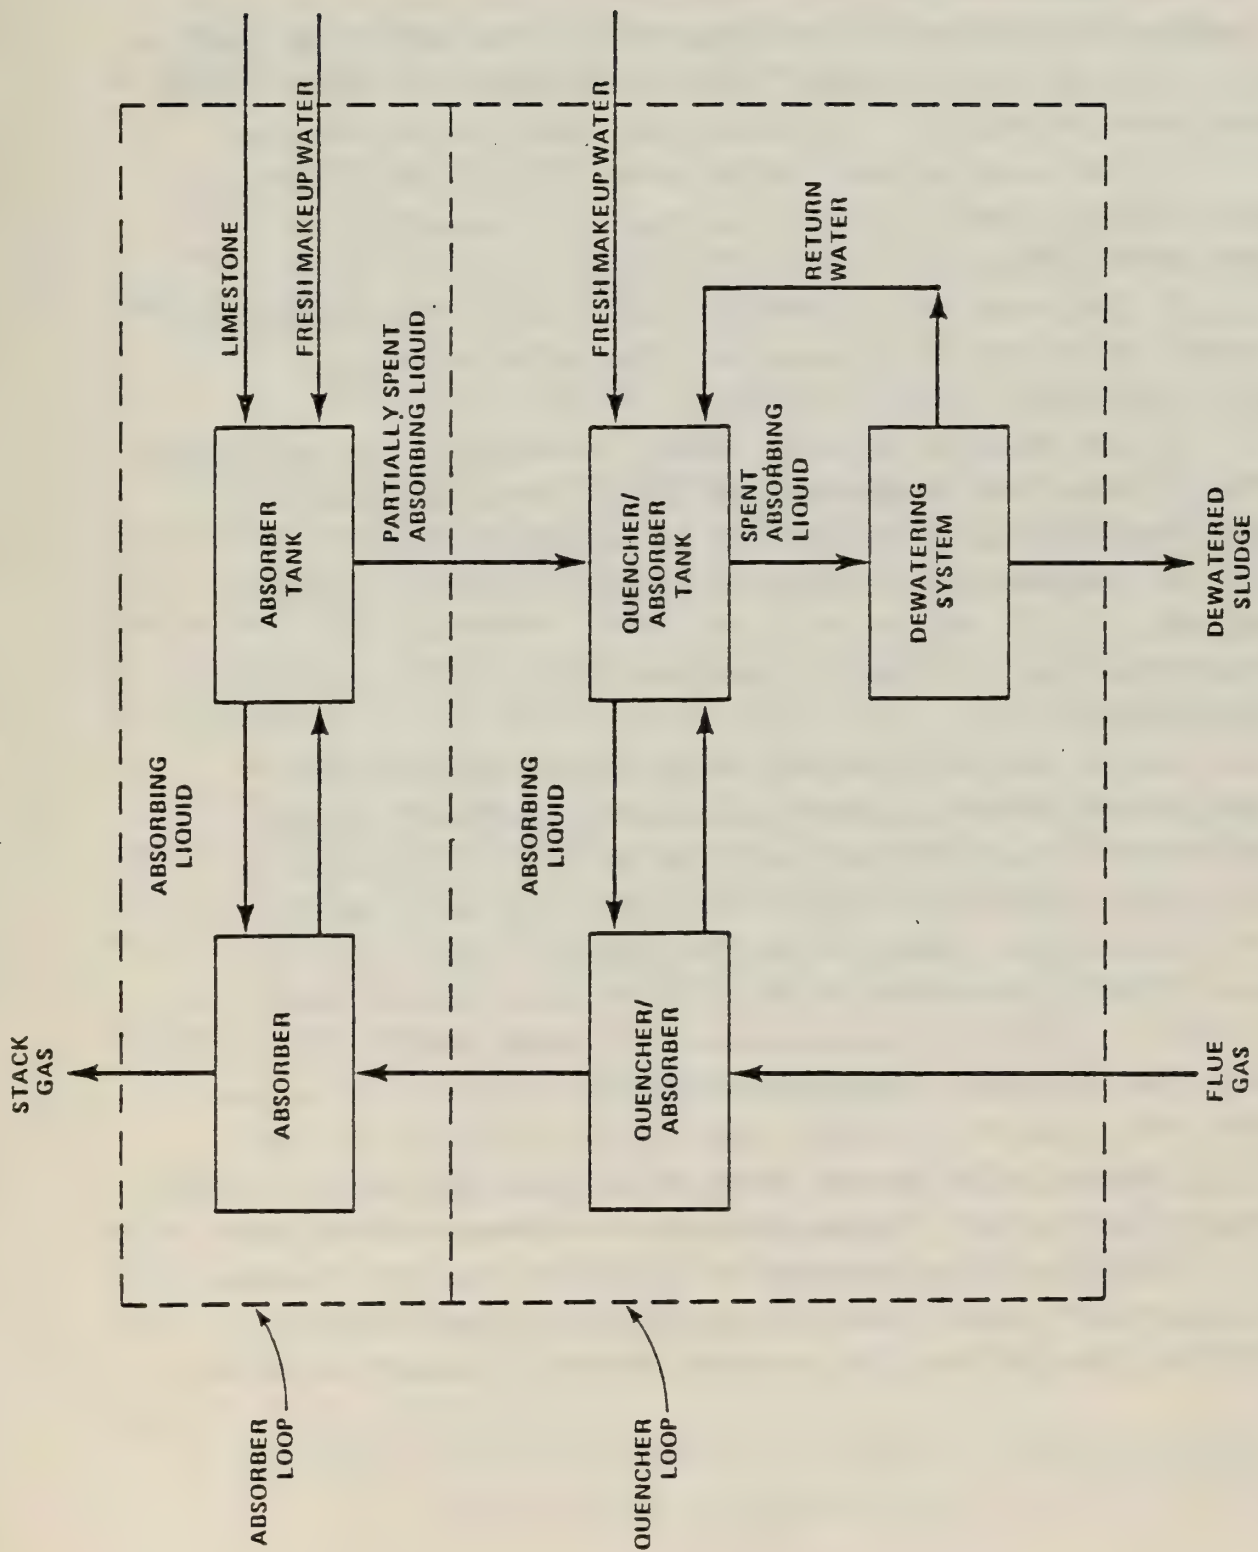 STACK
GAS
ABSORBER
LOOP
ABSORBER
ABSORBING
LIQUID
ABSORBER
TANK
LIMESTONE
FRESH MAKEUP WATER
PARTIALLY SPENT
ABSORBING LIQUID
QUENCHER
LOOP
QUENCHER/
ABSORBER
ABSORBING
LIQUID
QUENCHER/
ABSORBER
TANK
FRESH MAKEUP WATER
SPENT
ABSORBING
LIQUID
RETURN
WATER
DEWATERING
SYSTEM
FLUE
GAS
DEWATERED
SLUDGE